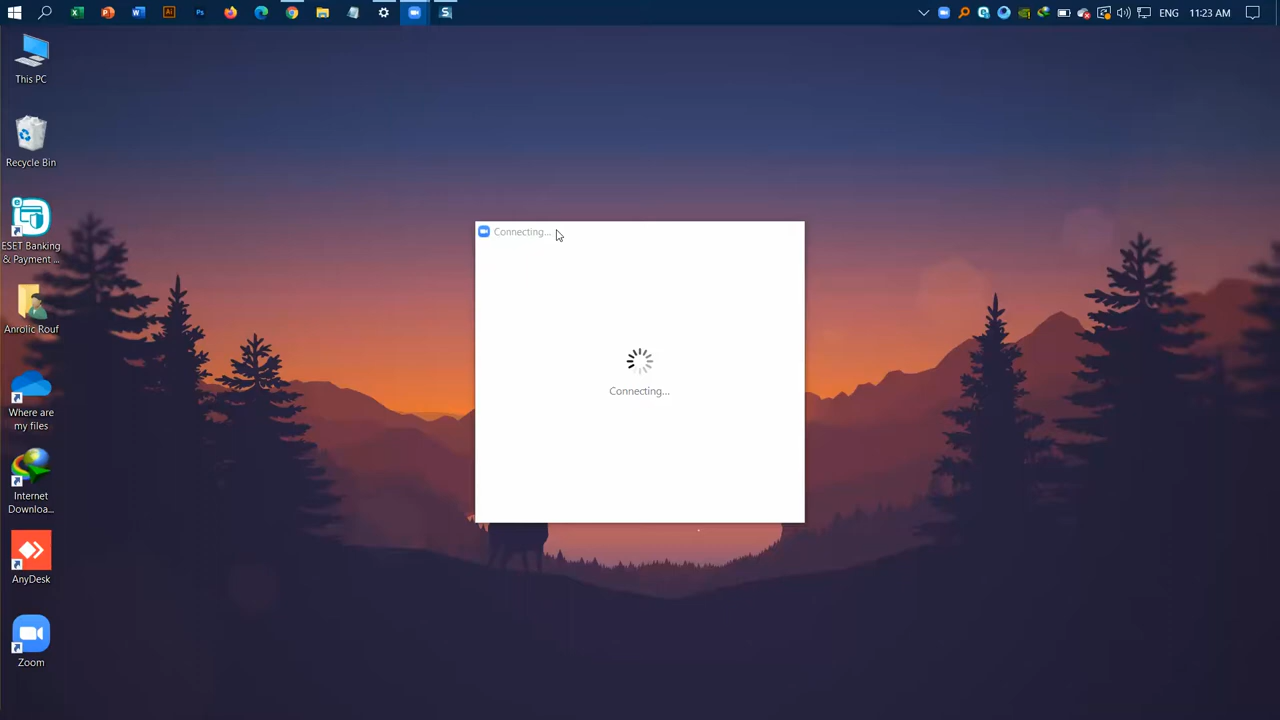 ENG
11:23 AM
This PC
Recycle Bin
ESET Banking
& Payment ...
Anrolic Rouf
Where are
my files
Internet
Downloa...
AnyDesk
Zoom
Connecting...
Connecting...